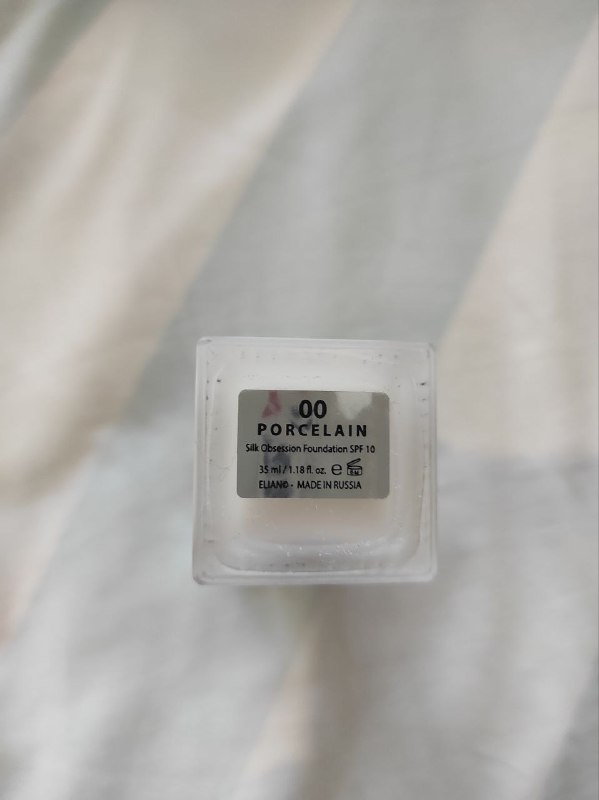 00
PORCELAIN
Silk Obsession Foundation SPF 10
35 ml / 1.18 fl. oz. ℮
ELIAN© - MADE IN RUSSIA